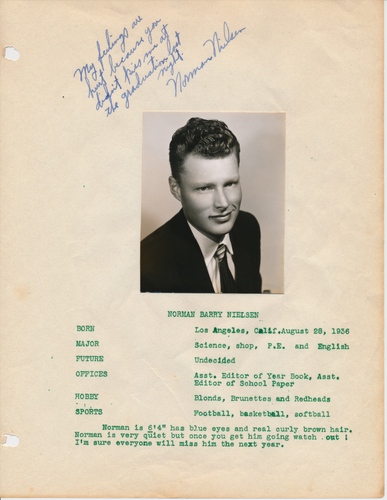 My feelings are
hurt because you
didn't kiss me at
the graduation last
night.
Norman Nielsen
NORMAN BARRY NIELSEN
BORN Los Angeles, Calif. August 28, 1936
MAJOR Science, shop, P.E. and English
FUTURE Undecided
OFFICES Asst. Editor of Year Book, Asst.
Editor of School Paper
HOBBY Blonds, Brunettes and Redheads
SPORTS Football, basketball, softball
Norman is 6'4" has blue eyes and real curly brown hair.
Norman is very quiet but once you get him going watch out !
I'm sure everyone will miss him the next year.